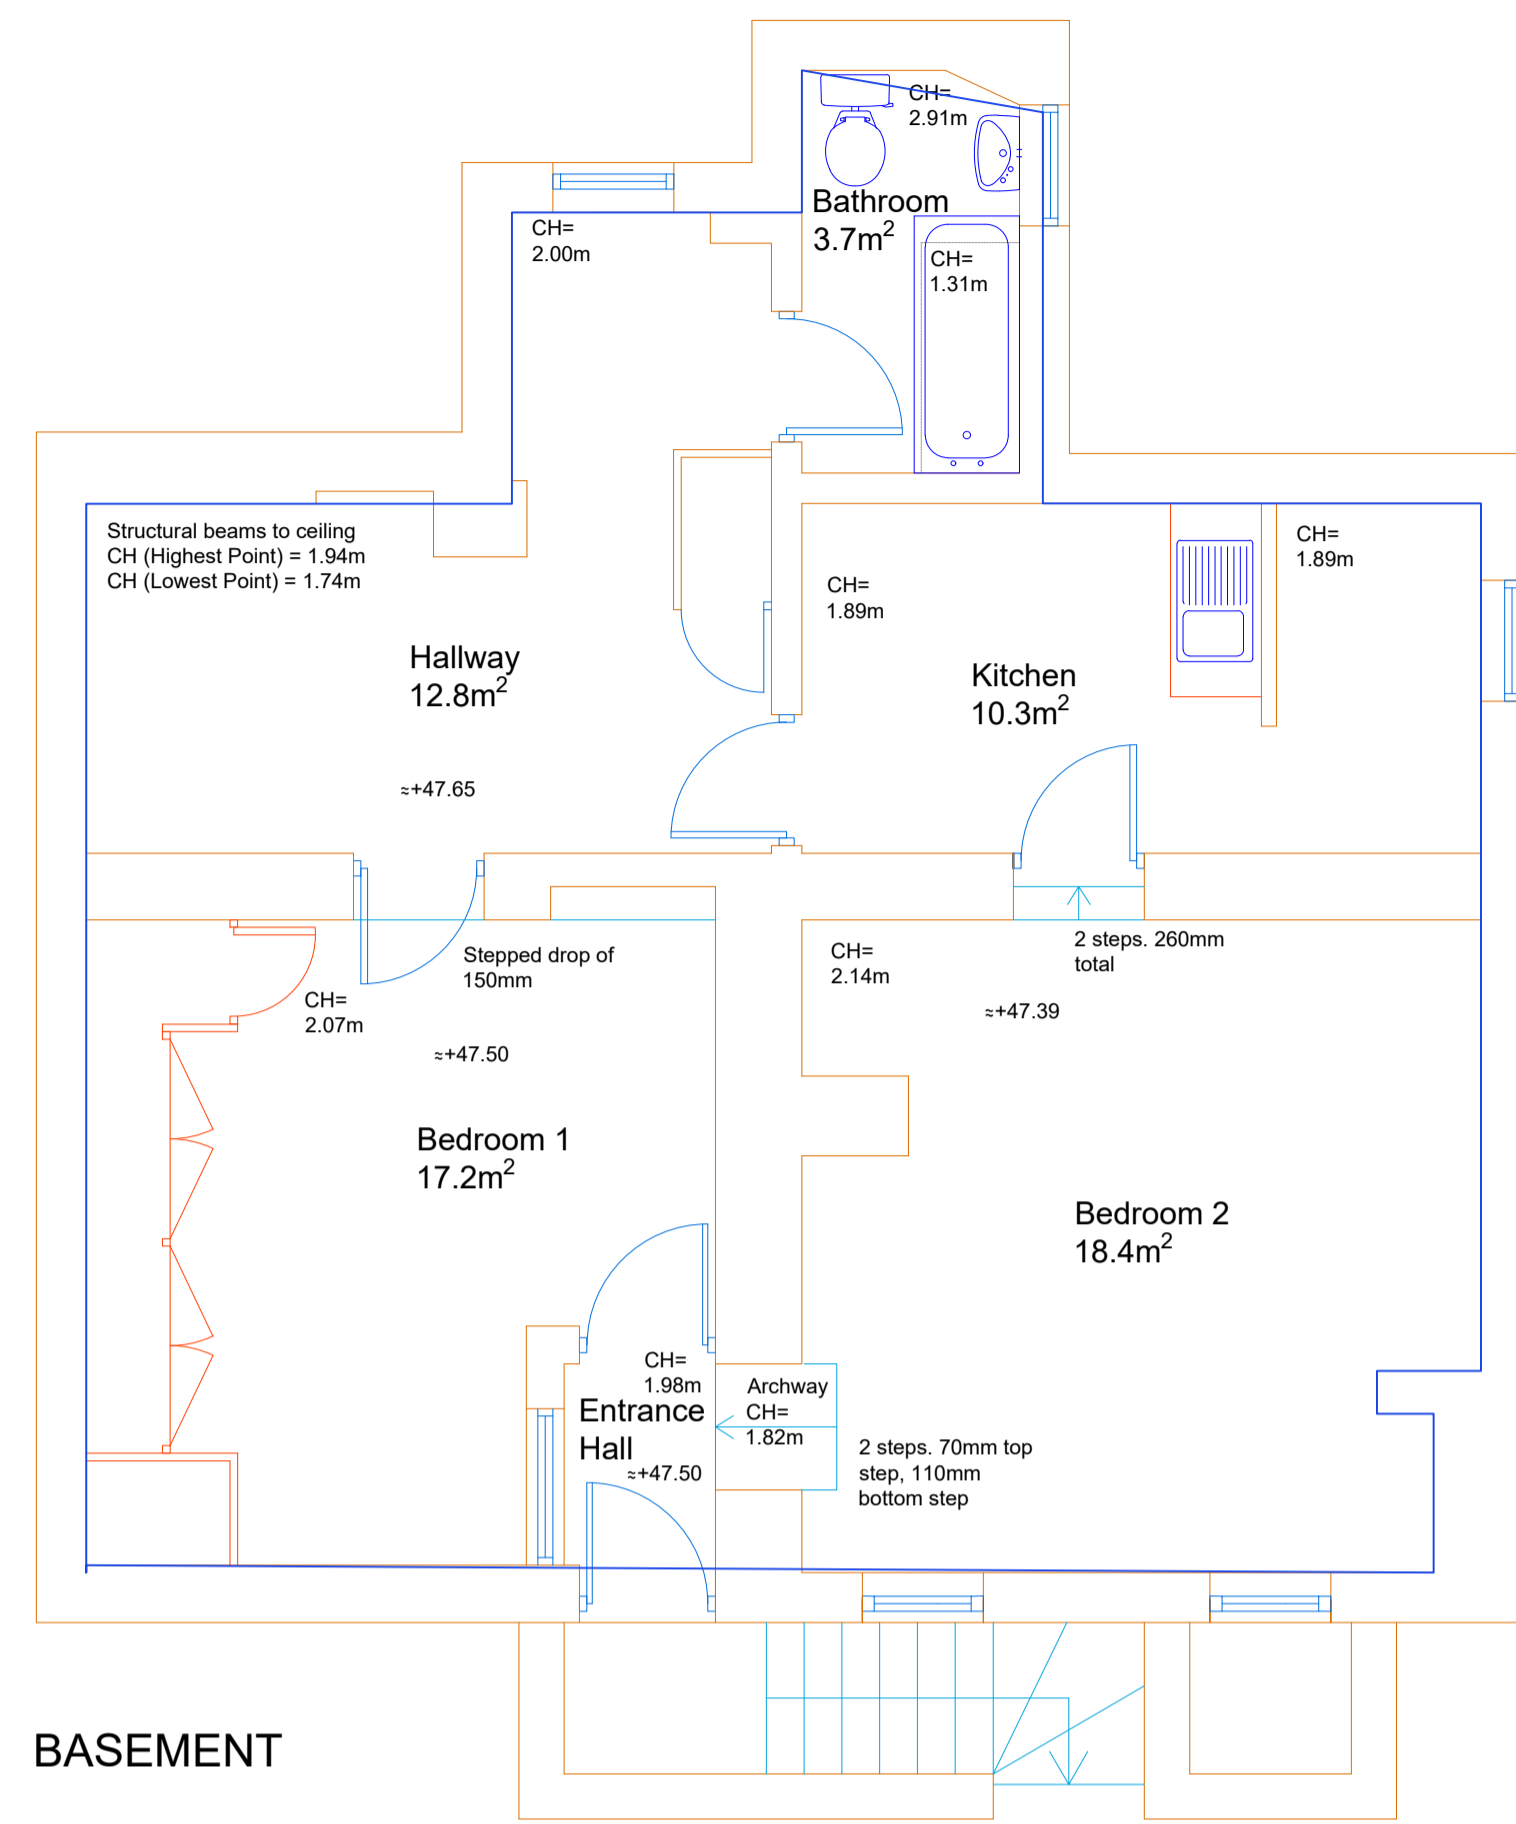 CH=
2.91m
Bathroom
3.7m²
CH=
2.00m
CH=
1.31m
Structural beams to ceiling
CH (Highest Point) = 1.94m
CH (Lowest Point) = 1.74m
CH=
1.89m
CH=
1.89m
Hallway
12.8m²
Kitchen
10.3m²
≈+47.65
Stepped drop of
150mm
CH=
2.07m
≈+47.50
CH=
2.14m
2 steps. 260mm
total
≈+47.39
Bedroom 1
17.2m²
Bedroom 2
18.4m²
CH=
1.98m
Entrance
Hall
≈+47.50
Archway
CH=
1.82m
2 steps. 70mm top
step, 110mm
bottom step
BASEMENT